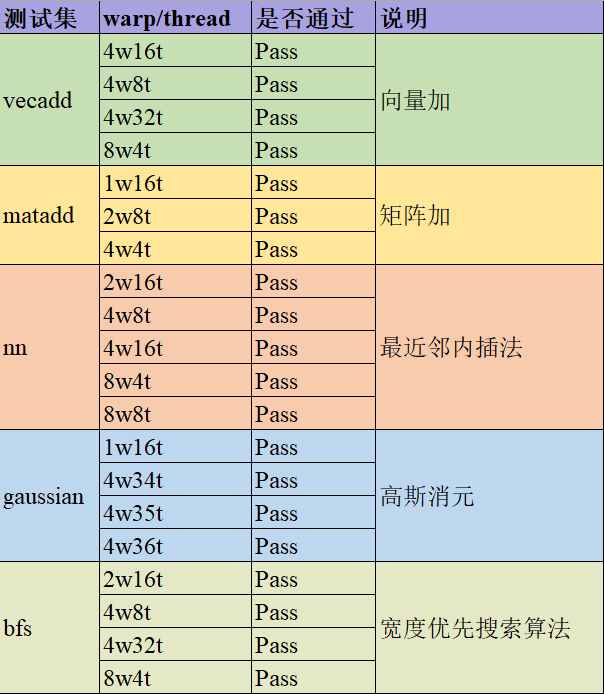 测试集 warp/thread 是否通过 说明
vecadd 4w16t Pass 向量加
4w8t Pass
4w32t Pass
8w4t Pass
matadd 1w16t Pass 矩阵加
2w8t Pass
4w4t Pass
nn 2w16t Pass 最近邻内插法
4w8t Pass
4w16t Pass
8w4t Pass
8w8t Pass
gaussian 1w16t Pass 高斯消元
4w34t Pass
4w35t Pass
4w36t Pass
bfs 2w16t Pass 宽度优先搜索算法
4w8t Pass
4w32t Pass
8w4t Pass